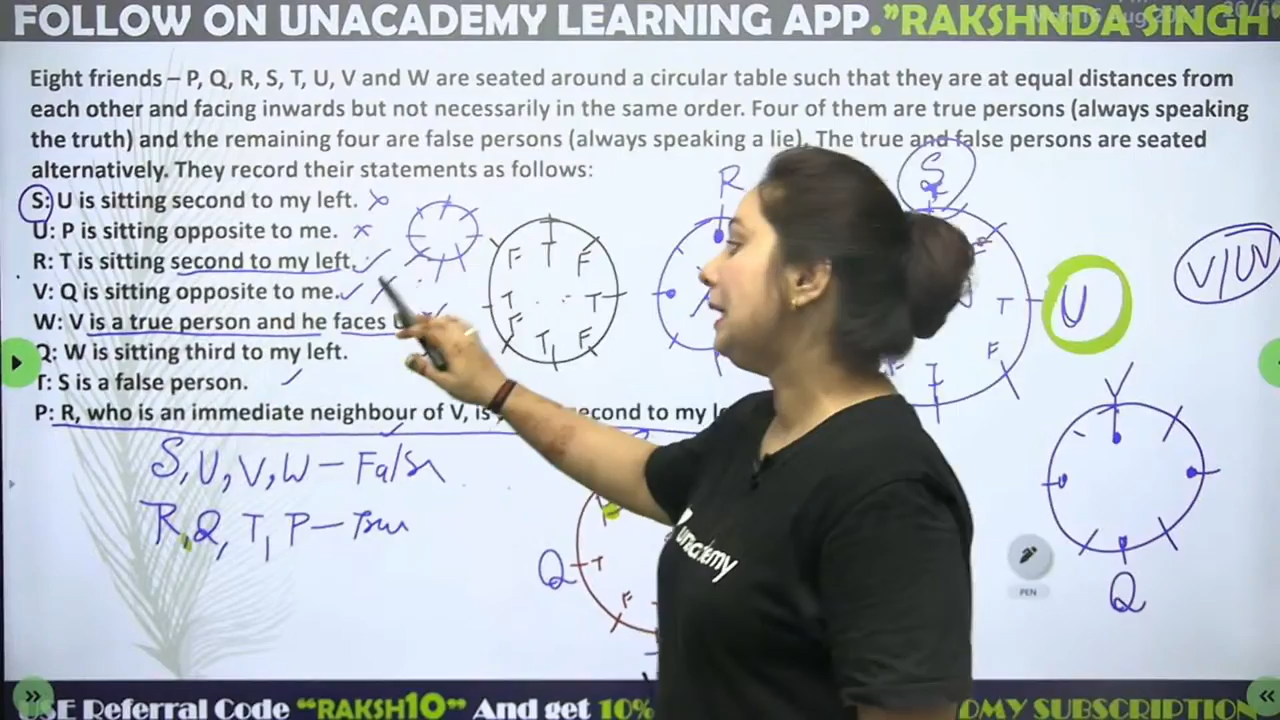 FOLLOW ON UNACADEMY LEARNING APP."RAKSHNDA SINGH"
Eight friends – P, Q, R, S, T, U, V and W are seated around a circular table such that they are at equal distances from
each other and facing inwards but not necessarily in the same order. Four of them are true persons (always speaking
the truth) and the remaining four are false persons (always speaking a lie). The true and false persons are seated
alternatively. They record their statements as follows:
S: U is sitting second to my left.
U: P is sitting opposite to me.
R: T is sitting second to my left.
V: Q is sitting opposite to me.
W: V is a true person and he faces
Q: W is sitting third to my left.
T: S is a false person.
P: R, who is an immediate neighbour of V, is second to my
S, U, V, W – False
R, Q, T, P – True
F T F
T T
F T F
R
S
T
U
F
V/UV
V
Q
Q T
F
PEN
unacademy
USE Referral Code "RAKSH10" And get 10% SUBSCRIPTION